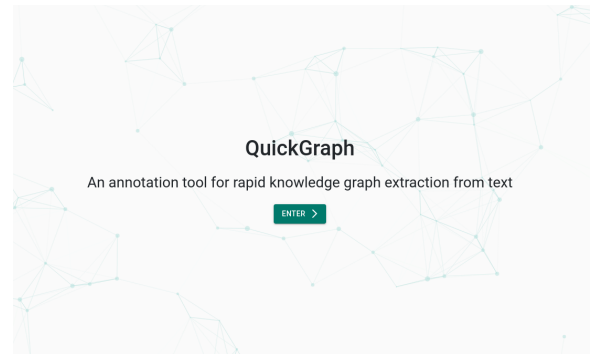 QuickGraph
An annotation tool for rapid knowledge graph extraction from text
ENTER